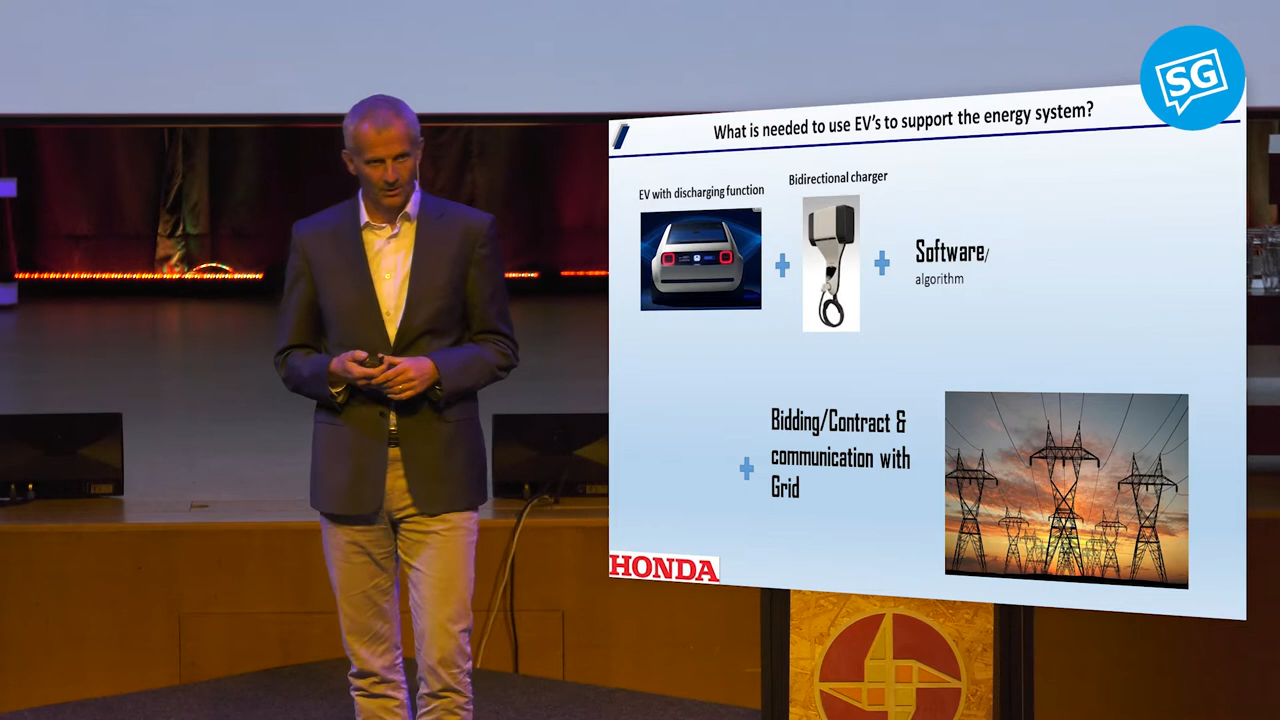 SG
What is needed to use EV's to support the energy system?
EV with discharging function
Bidirectional charger
Software/
algorithm
Bidding/Contract &
communication with
Grid
HONDA